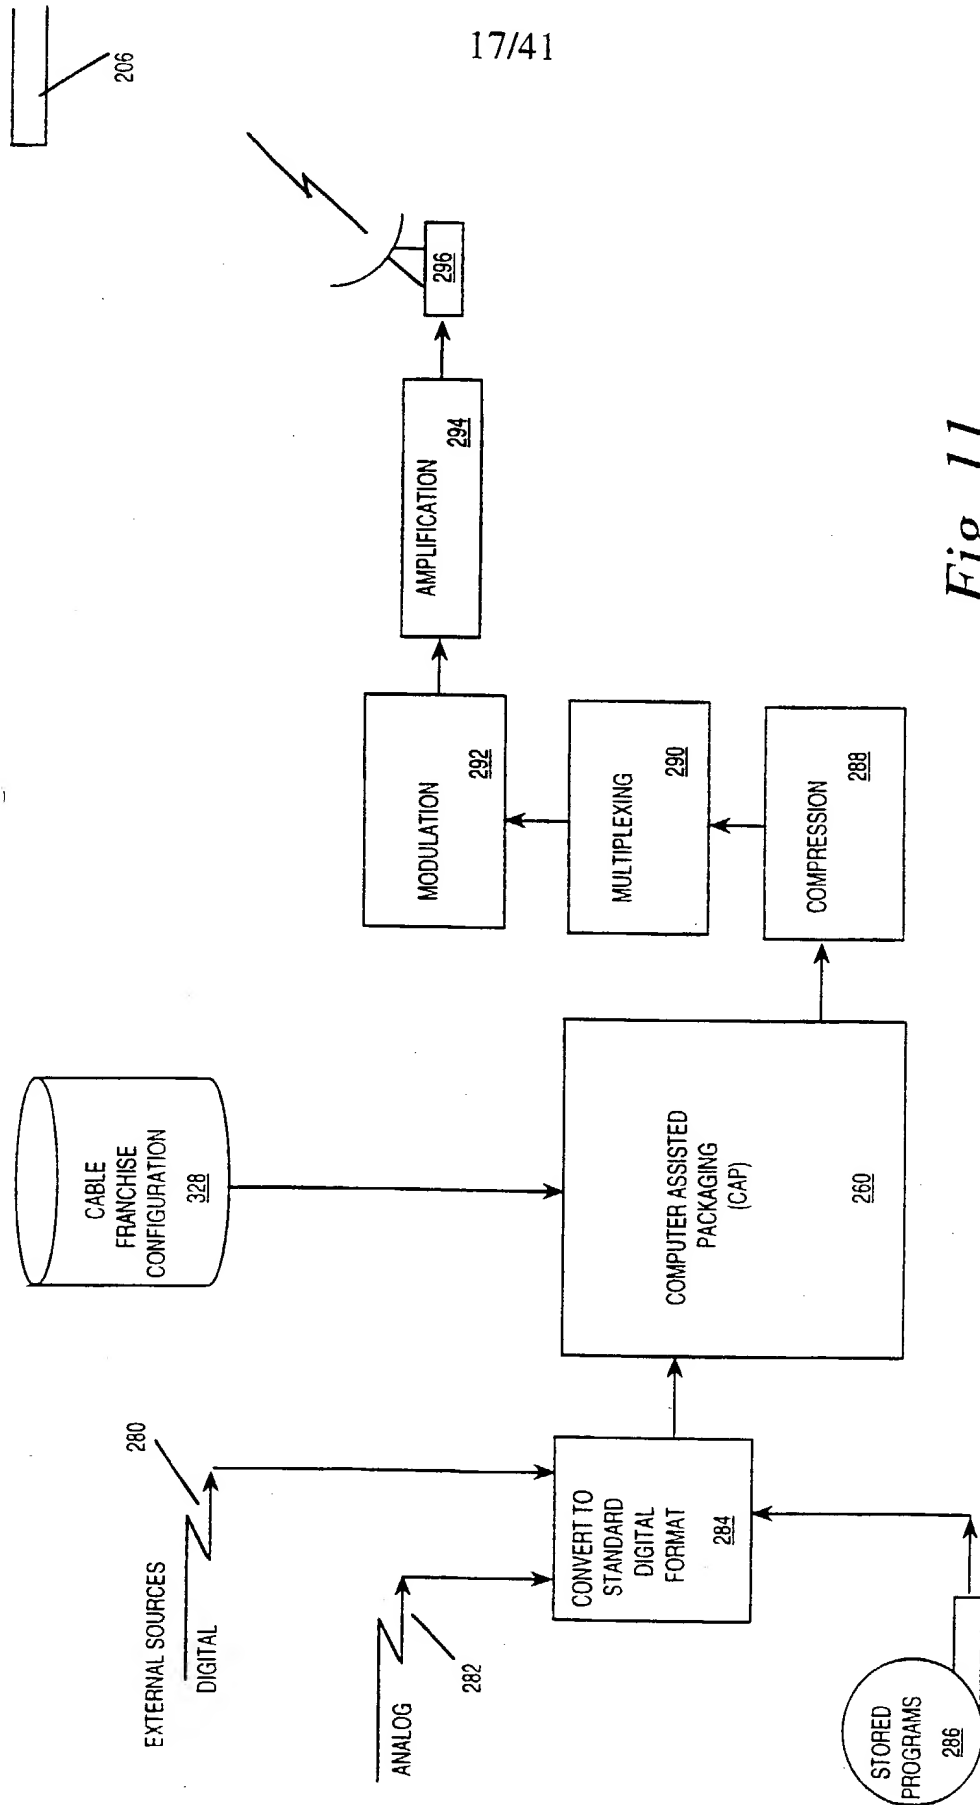 17/41
206
EXTERNAL SOURCES
DIGITAL
280
ANALOG
282
STORED
PROGRAMS
286
CONVERT TO
STANDARD
DIGITAL
FORMAT
284
CABLE
FRANCHISE
CONFIGURATION
328
COMPUTER ASSISTED
PACKAGING
(CAP)
260
COMPRESSION
288
MULTIPLEXING
290
MODULATION
292
AMPLIFICATION
294
296
Fig. 11